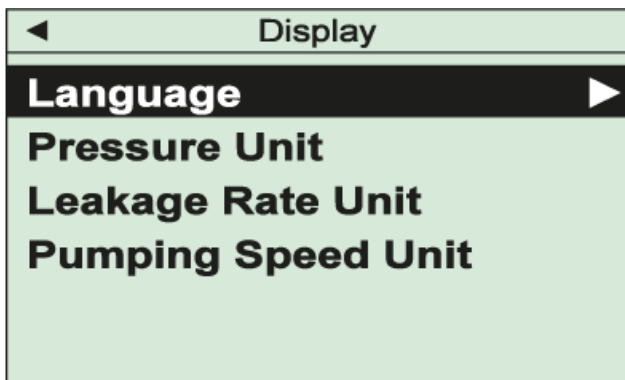 Display
Language
Pressure Unit
Leakage Rate Unit
Pumping Speed Unit